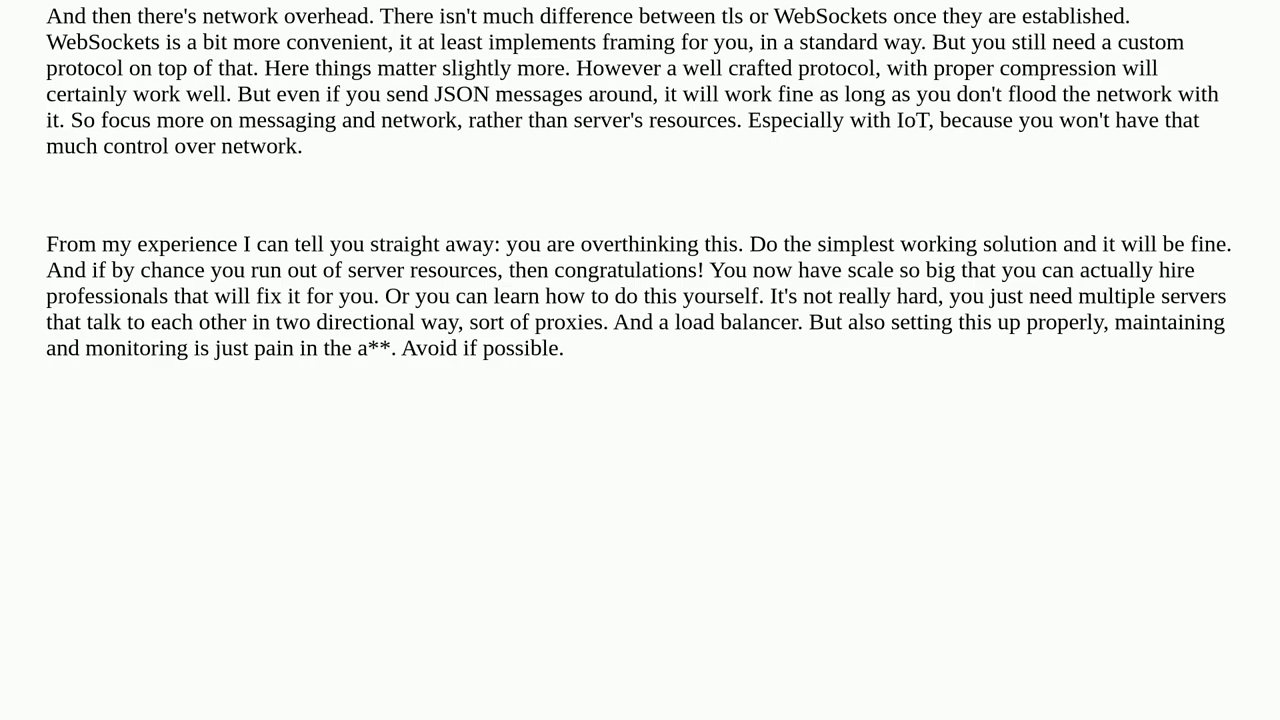 And then there's network overhead. There isn't much difference between tls or WebSockets once they are established.
WebSockets is a bit more convenient, it at least implements framing for you, in a standard way. But you still need a custom
protocol on top of that. Here things matter slightly more. However a well crafted protocol, with proper compression will
certainly work well. But even if you send JSON messages around, it will work fine as long as you don't flood the network with
it. So focus more on messaging and network, rather than server's resources. Especially with IoT, because you won't have that
much control over network.
From my experience I can tell you straight away: you are overthinking this. Do the simplest working solution and it will be fine.
And if by chance you run out of server resources, then congratulations! You now have scale so big that you can actually hire
professionals that will fix it for you. Or you can learn how to do this yourself. It's not really hard, you just need multiple servers
that talk to each other in two directional way, sort of proxies. And a load balancer. But also setting this up properly, maintaining
and monitoring is just pain in the a**. Avoid if possible.